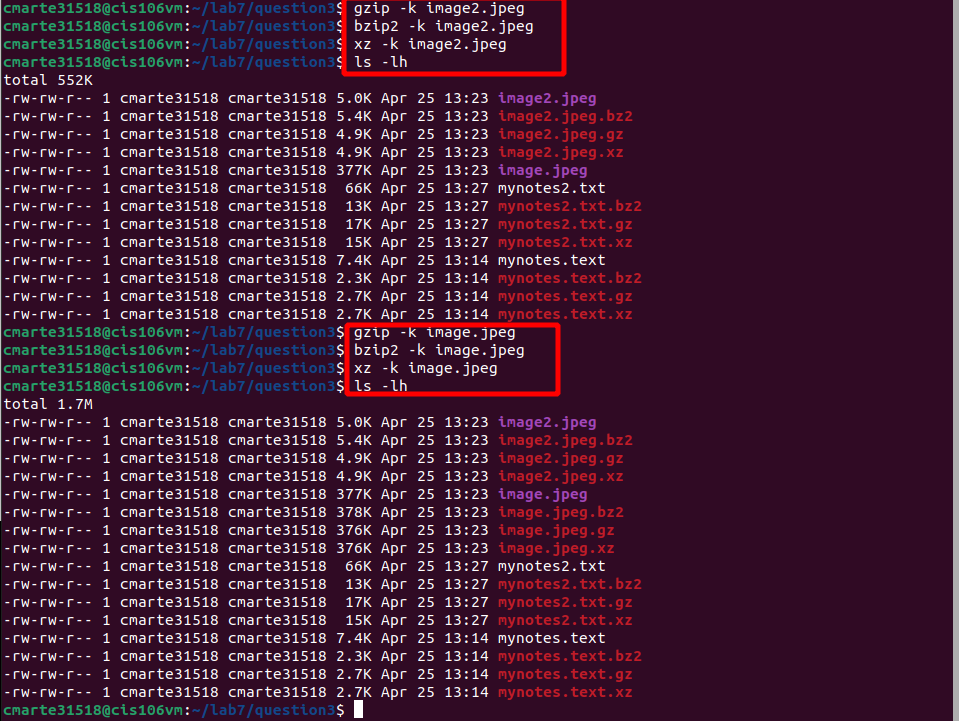 cmarte31518@cis106vm:~/lab7/question3$ gzip -k image2.jpeg
cmarte31518@cis106vm:~/lab7/question3$ bzip2 -k image2.jpeg
cmarte31518@cis106vm:~/lab7/question3$ xz -k image2.jpeg
cmarte31518@cis106vm:~/lab7/question3$ ls -lh
total 552K
-rw-rw-r-- 1 cmarte31518 cmarte31518 5.0K Apr 25 13:23 image2.jpeg
-rw-rw-r-- 1 cmarte31518 cmarte31518 5.4K Apr 25 13:23 image2.jpeg.bz2
-rw-rw-r-- 1 cmarte31518 cmarte31518 4.9K Apr 25 13:23 image2.jpeg.gz
-rw-rw-r-- 1 cmarte31518 cmarte31518 4.9K Apr 25 13:23 image2.jpeg.xz
-rw-rw-r-- 1 cmarte31518 cmarte31518 377K Apr 25 13:23 image.jpeg
-rw-rw-r-- 1 cmarte31518 cmarte31518  66K Apr 25 13:27 mynotes2.txt
-rw-rw-r-- 1 cmarte31518 cmarte31518  13K Apr 25 13:27 mynotes2.txt.bz2
-rw-rw-r-- 1 cmarte31518 cmarte31518  17K Apr 25 13:27 mynotes2.txt.gz
-rw-rw-r-- 1 cmarte31518 cmarte31518  15K Apr 25 13:27 mynotes2.txt.xz
-rw-rw-r-- 1 cmarte31518 cmarte31518 7.4K Apr 25 13:14 mynotes.text
-rw-rw-r-- 1 cmarte31518 cmarte31518 2.3K Apr 25 13:14 mynotes.text.bz2
-rw-rw-r-- 1 cmarte31518 cmarte31518 2.7K Apr 25 13:14 mynotes.text.gz
-rw-rw-r-- 1 cmarte31518 cmarte31518 2.7K Apr 25 13:14 mynotes.text.xz
cmarte31518@cis106vm:~/lab7/question3$ gzip -k image.jpeg
cmarte31518@cis106vm:~/lab7/question3$ bzip2 -k image.jpeg
cmarte31518@cis106vm:~/lab7/question3$ xz -k image.jpeg
cmarte31518@cis106vm:~/lab7/question3$ ls -lh
total 1.7M
-rw-rw-r-- 1 cmarte31518 cmarte31518 5.0K Apr 25 13:23 image2.jpeg
-rw-rw-r-- 1 cmarte31518 cmarte31518 5.4K Apr 25 13:23 image2.jpeg.bz2
-rw-rw-r-- 1 cmarte31518 cmarte31518 4.9K Apr 25 13:23 image2.jpeg.gz
-rw-rw-r-- 1 cmarte31518 cmarte31518 4.9K Apr 25 13:23 image2.jpeg.xz
-rw-rw-r-- 1 cmarte31518 cmarte31518 377K Apr 25 13:23 image.jpeg
-rw-rw-r-- 1 cmarte31518 cmarte31518 378K Apr 25 13:23 image.jpeg.bz2
-rw-rw-r-- 1 cmarte31518 cmarte31518 376K Apr 25 13:23 image.jpeg.gz
-rw-rw-r-- 1 cmarte31518 cmarte31518 376K Apr 25 13:23 image.jpeg.xz
-rw-rw-r-- 1 cmarte31518 cmarte31518  66K Apr 25 13:27 mynotes2.txt
-rw-rw-r-- 1 cmarte31518 cmarte31518  13K Apr 25 13:27 mynotes2.txt.bz2
-rw-rw-r-- 1 cmarte31518 cmarte31518  17K Apr 25 13:27 mynotes2.txt.gz
-rw-rw-r-- 1 cmarte31518 cmarte31518  15K Apr 25 13:27 mynotes2.txt.xz
-rw-rw-r-- 1 cmarte31518 cmarte31518 7.4K Apr 25 13:14 mynotes.text
-rw-rw-r-- 1 cmarte31518 cmarte31518 2.3K Apr 25 13:14 mynotes.text.bz2
-rw-rw-r-- 1 cmarte31518 cmarte31518 2.7K Apr 25 13:14 mynotes.text.gz
-rw-rw-r-- 1 cmarte31518 cmarte31518 2.7K Apr 25 13:14 mynotes.text.xz
cmarte31518@cis106vm:~/lab7/question3$